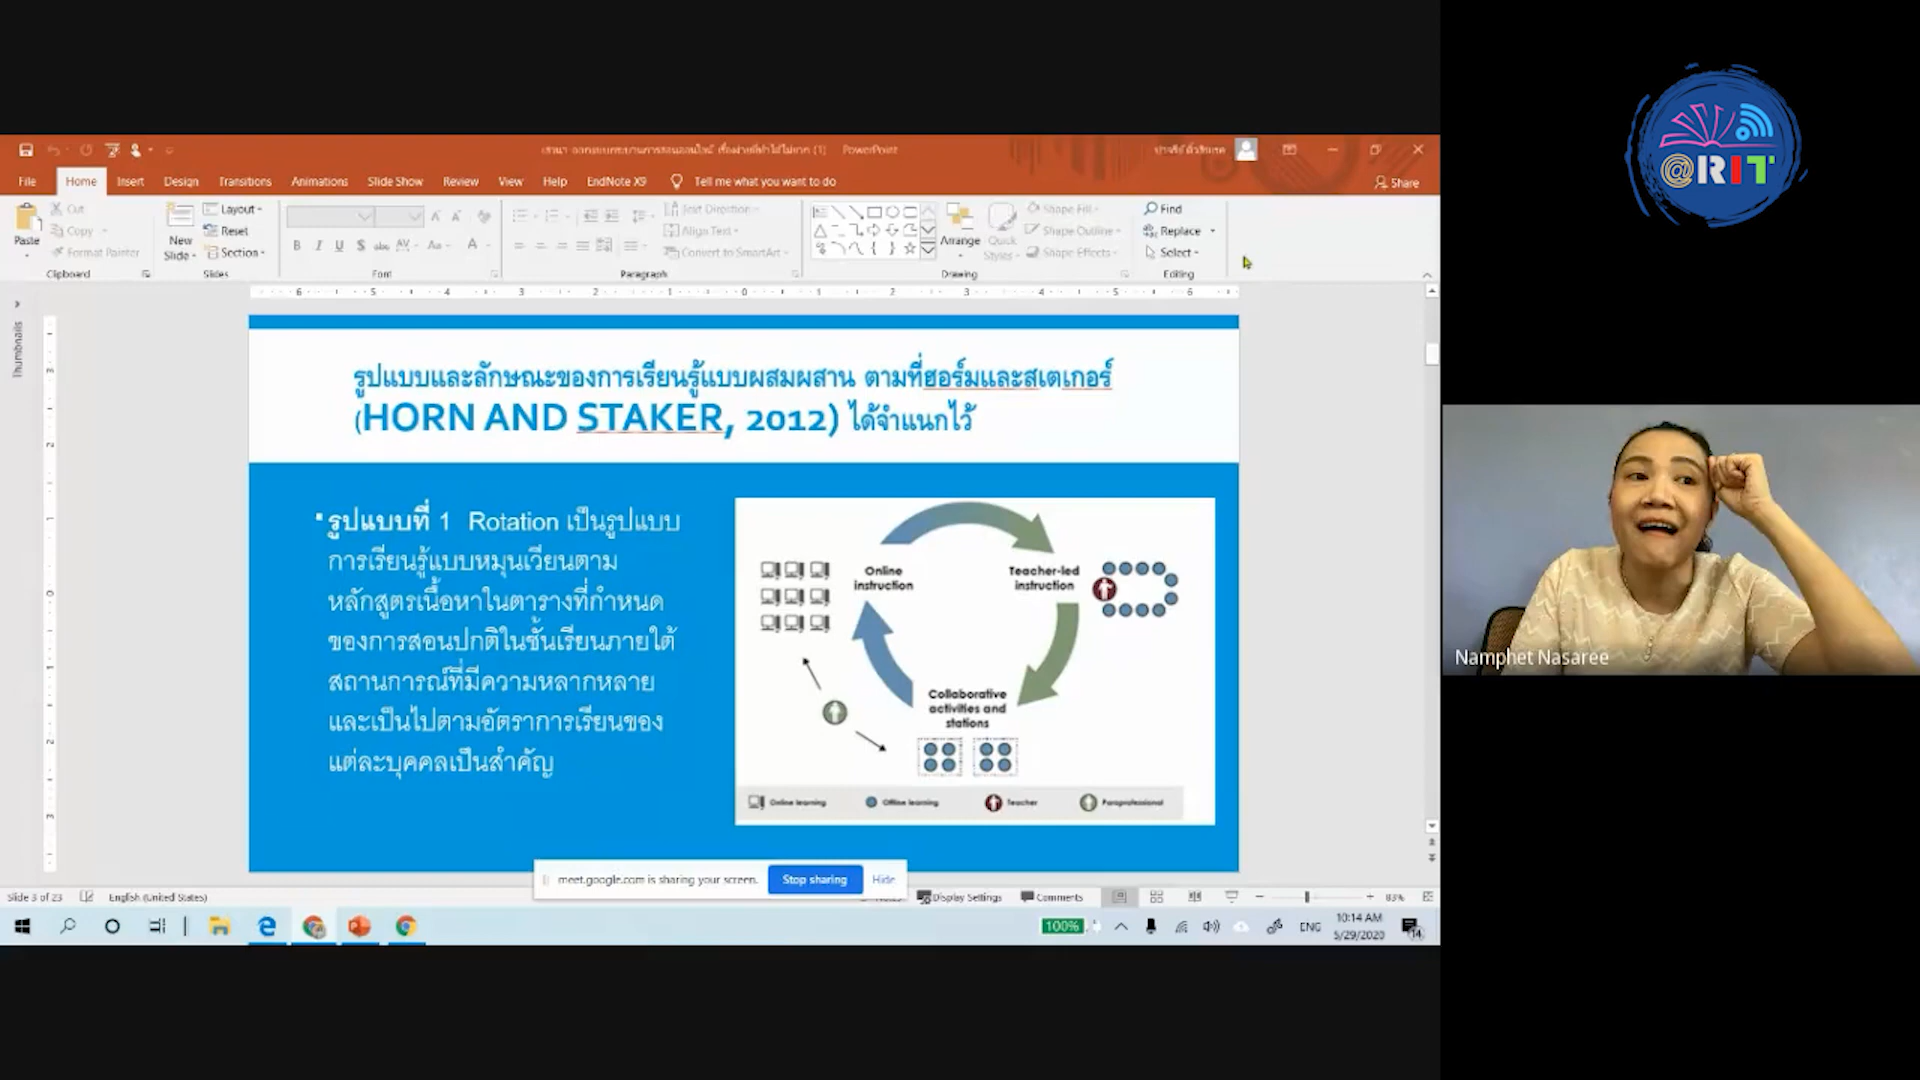 @RIT
เสวนา ออกแบบกระบวนการสอนออนไลน์ เรื่องง่ายที่ทำได้ไม่ยาก (1) - PowerPoint
File Home Insert Design Transitions Animations Slide Show Review View Help EndNote X9 Tell me what you want to do Share
Paste Cut Copy Format Painter Clipboard
New Slide Layout Reset Section Slides
B I U S abc AV Aa A Font
Text Direction Align Text Convert to SmartArt Paragraph
Arrange Quick Styles Shape Fill Shape Outline Shape Effects Drawing
Find Replace Select Editing
Thumbnails
รูปแบบและลักษณะของการเรียนรู้แบบผสมผสาน ตามที่ฮอร์มและสเตเกอร์
(HORN AND STAKER, 2012) ได้จำแนกไว้
รูปแบบที่ 1 Rotation เป็นรูปแบบ
การเรียนรู้แบบหมุนเวียนตาม
หลักสูตรเนื้อหาในตารางที่กำหนด
ของการสอนปกติในชั้นเรียนภายใต้
สถานการณ์ที่มีความหลากหลาย
และเป็นไปตามอัตราการเรียนของ
แต่ละบุคคลเป็นสำคัญ
Online
instruction
Teacher-led
instruction
Collaborative
activities and
stations
Online learning Offline learning Teacher Paraprofessional
meet.google.com is sharing your screen. Stop sharing Hide
Slide 3 of 23 English (United States) Display Settings Comments 83%
100% ENG 10:14 AM
5/29/2020 14
Namphet Nasaree